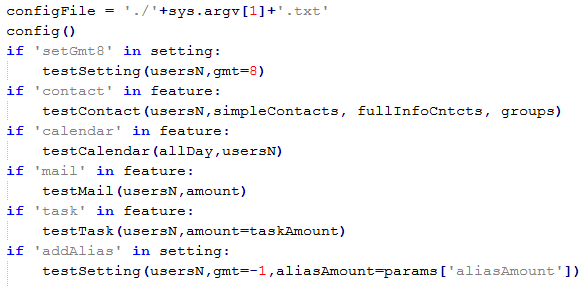 configFile = './'+sys.argv[1]+'.txt'
config()
if 'setGmt8' in setting:
    testSetting(usersN,gmt=8)
if 'contact' in feature:
    testContact(usersN,simpleContacts, fullInfoCntcts, groups)
if 'calendar' in feature:
    testCalendar(allDay,usersN)
if 'mail' in feature:
    testMail(usersN,amount)
if 'task' in feature:
    testTask(usersN,amount=taskAmount)
if 'addAlias' in setting:
    testSetting(usersN,gmt=-1,aliasAmount=params['aliasAmount'])